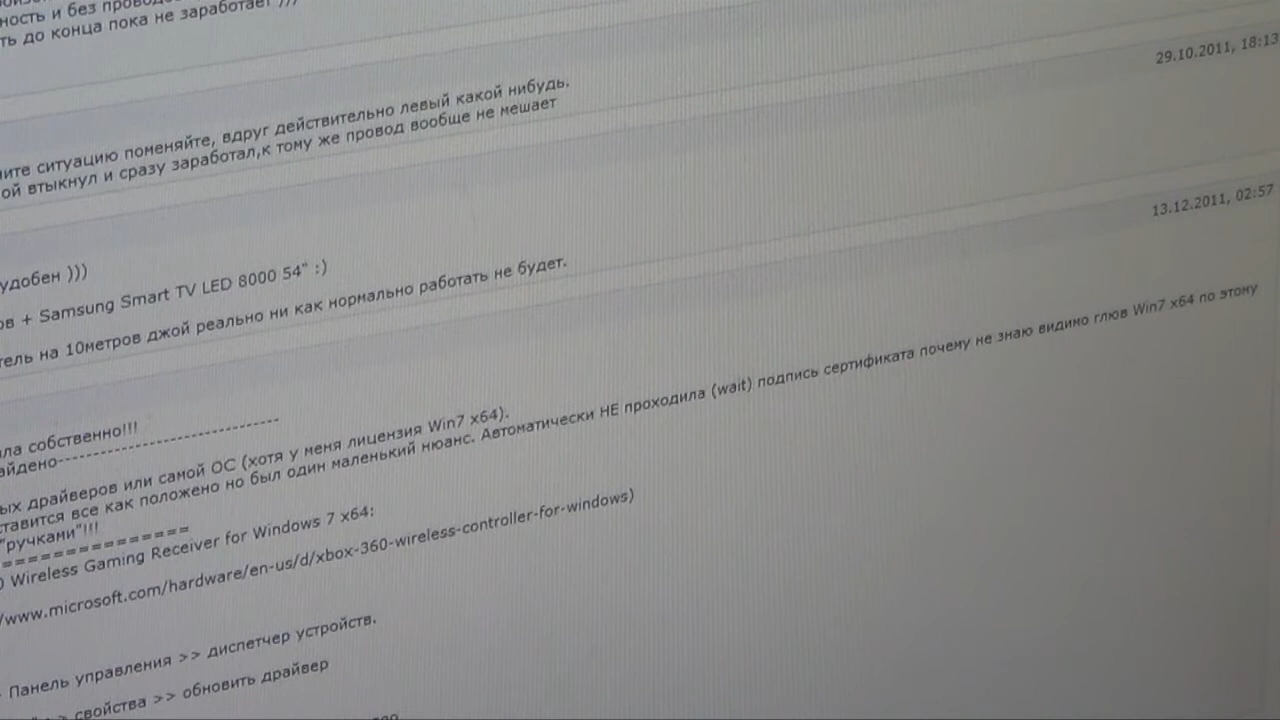 ность и без
ть до конца пока не заработает )))
29.10.2011, 18:13
ите ситуацию поменяйте, вдруг действительно левый какой нибудь.
ой втыкнул и сразу заработал,к тому же провод вообще не мешает
13.12.2011, 02:57
удобен )))
ов + Samsung Smart TV LED 8000 54" :)
тель на 10метров джой реально ни как нормально работать не будет.
ла собственно!!!
айдено-------------------------------
ых драйверов или самой ОС (хотя у меня лицензия Win7 x64).
тавится все как положено но был один маленький нюанс. Автоматически НЕ проходила (wait) подпись сертификата почему не знаю видимо глюв Win7 x64 по этому
"ручками"!!!
================
) Wireless Gaming Receiver for Windows 7 x64:
/www.microsoft.com/hardware/en-us/d/xbox-360-wireless-controller-for-windows)
Панель управления >> диспетчер устройств.
> свойства >> обновить драйвер